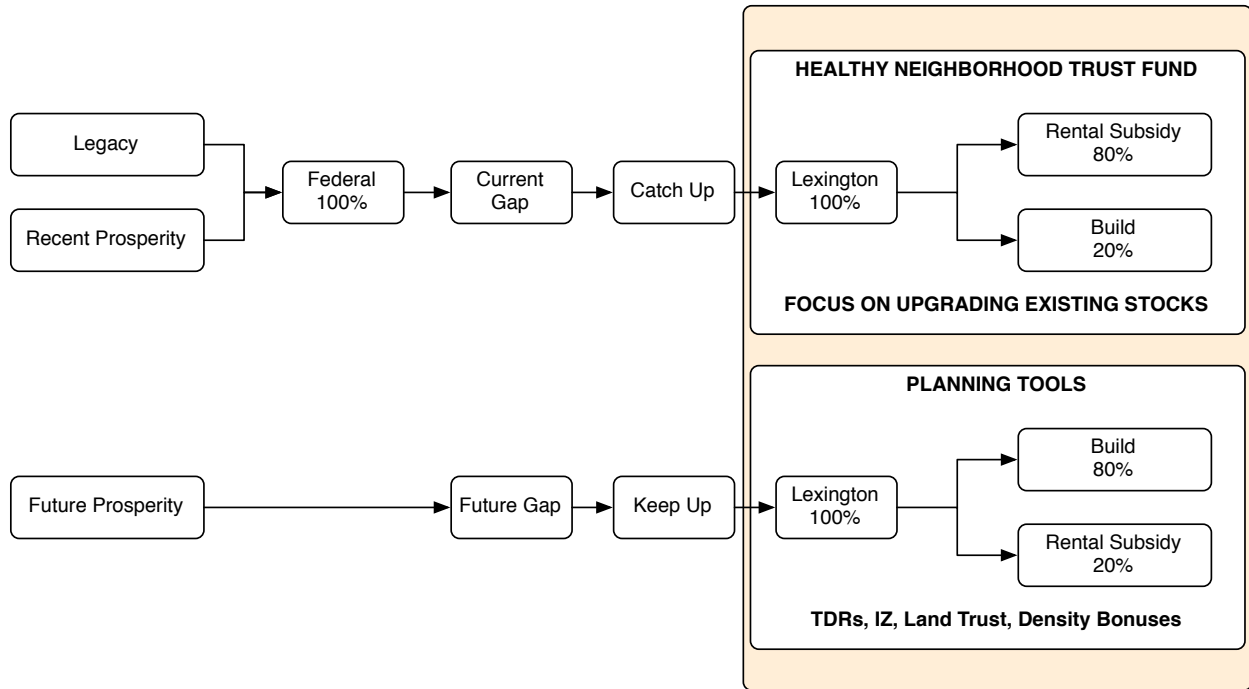 HEALTHY NEIGHBORHOOD TRUST FUND
Legacy
Recent Prosperity
Federal
100%
Current
Gap
Catch Up
Lexington
100%
Rental Subsidy
80%
Build
20%
FOCUS ON UPGRADING EXISTING STOCKS
PLANNING TOOLS
Future Prosperity
Future Gap
Keep Up
Lexington
100%
Build
80%
Rental Subsidy
20%
TDRs, IZ, Land Trust, Density Bonuses